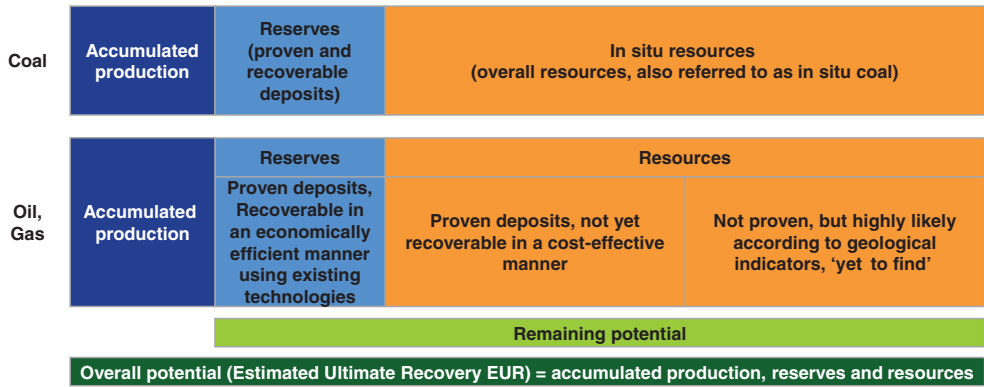 Coal
Accumulated
production
Reserves
(proven and
recoverable
deposits)
In situ resources
(overall resources, also referred to as in situ coal)
Oil,
Gas
Accumulated
production
Reserves
Proven deposits,
Recoverable in
an economically
efficient manner
using existing
technologies
Resources
Proven deposits, not yet
recoverable in a cost-effective
manner
Not proven, but highly likely
according to geological
indicators, ‘yet to find’
Remaining potential
Overall potential (Estimated Ultimate Recovery EUR) = accumulated production, reserves and resources